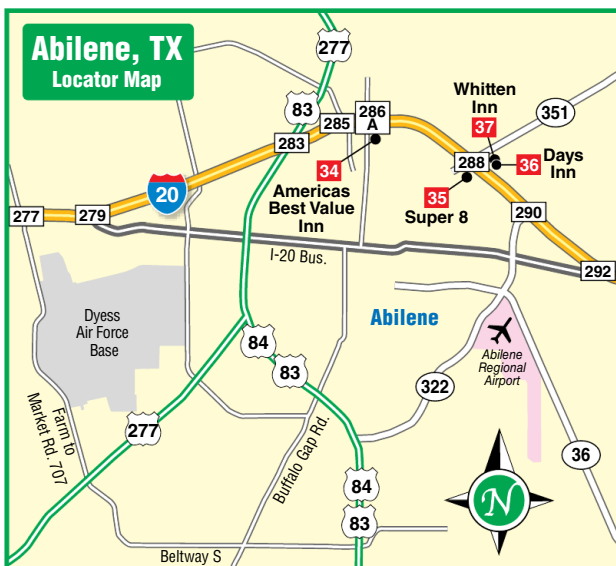 Abilene, TX
Locator Map
277
83
285
286
A
283
34
Americas
Best Value
Inn
Whitten
Inn
37
351
288
36
Days
Inn
35
Super 8
20
277
279
290
I-20 Bus.
292
Dyess
Air Force
Base
Abilene
Abilene
Regional
Airport
84
83
322
277
Farm to
Market Rd. 707
Buffalo Gap Rd.
36
84
83
N
Beltway S